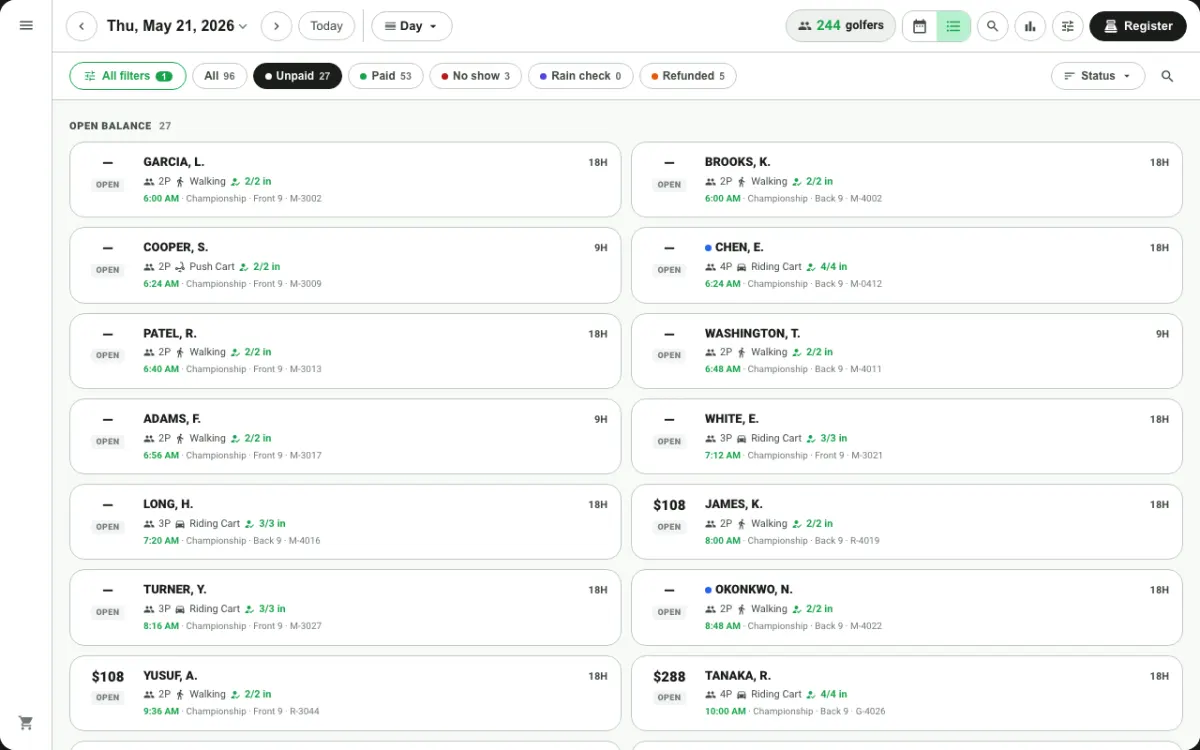 Thu, May 21, 2026 Today Day 244 golfers Register
All filters 1 All 96 Unpaid 27 Paid 53 No show 3 Rain check 0 Refunded 5 Status
OPEN BALANCE 27
— GARCIA, L. 18H
OPEN 2P Walking 2/2 in
6:00 AM · Championship · Front 9 · M-3002
— BROOKS, K. 18H
OPEN 2P Walking 2/2 in
6:00 AM · Championship · Back 9 · M-4002
— COOPER, S. 9H
OPEN 2P Push Cart 2/2 in
6:24 AM · Championship · Front 9 · M-3009
— CHEN, E. 18H
OPEN 4P Riding Cart 4/4 in
6:24 AM · Championship · Back 9 · M-0412
— PATEL, R. 18H
OPEN 2P Walking 2/2 in
6:40 AM · Championship · Front 9 · M-3013
— WASHINGTON, T. 9H
OPEN 2P Walking 2/2 in
6:48 AM · Championship · Back 9 · M-4011
— ADAMS, F. 9H
OPEN 2P Walking 2/2 in
6:56 AM · Championship · Front 9 · M-3017
— WHITE, E. 18H
OPEN 3P Riding Cart 3/3 in
7:12 AM · Championship · Front 9 · M-3021
— LONG, H. 18H
OPEN 3P Riding Cart 3/3 in
7:20 AM · Championship · Back 9 · M-4016
$108 JAMES, K. 18H
OPEN 2P Walking 2/2 in
8:00 AM · Championship · Back 9 · R-4019
— TURNER, Y. 18H
OPEN 3P Riding Cart 3/3 in
8:16 AM · Championship · Front 9 · M-3027
— OKONKWO, N. 18H
OPEN 2P Walking 2/2 in
8:48 AM · Championship · Back 9 · M-4022
$108 YUSUF, A. 18H
OPEN 2P Walking 2/2 in
9:36 AM · Championship · Front 9 · R-3044
$288 TANAKA, R. 18H
OPEN 4P Riding Cart 4/4 in
10:00 AM · Championship · Back 9 · G-4026